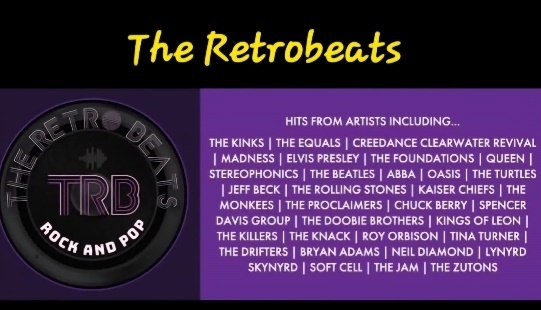 The Retrobeats
THE RETRO BEATS
TRB
ROCK AND POP
HITS FROM ARTISTS INCLUDING...
THE KINKS | THE EQUALS | CREEDANCE CLEARWATER REVIVAL
| MADNESS | ELVIS PRESLEY | THE FOUNDATIONS | QUEEN |
STEREOPHONICS | THE BEATLES | ABBA | OASIS | THE TURTLES
| JEFF BECK | THE ROLLING STONES | KAISER CHIEFS | THE
MONKEES | THE PROCLAIMERS | CHUCK BERRY | SPENCER
DAVIS GROUP | THE DOOBIE BROTHERS | KINGS OF LEON |
THE KILLERS | THE KNACK | ROY ORBISON | TINA TURNER |
THE DRIFTERS | BRYAN ADAMS | NEIL DIAMOND | LYNYRD
SKYNYRD | SOFT CELL | THE JAM | THE ZUTONS